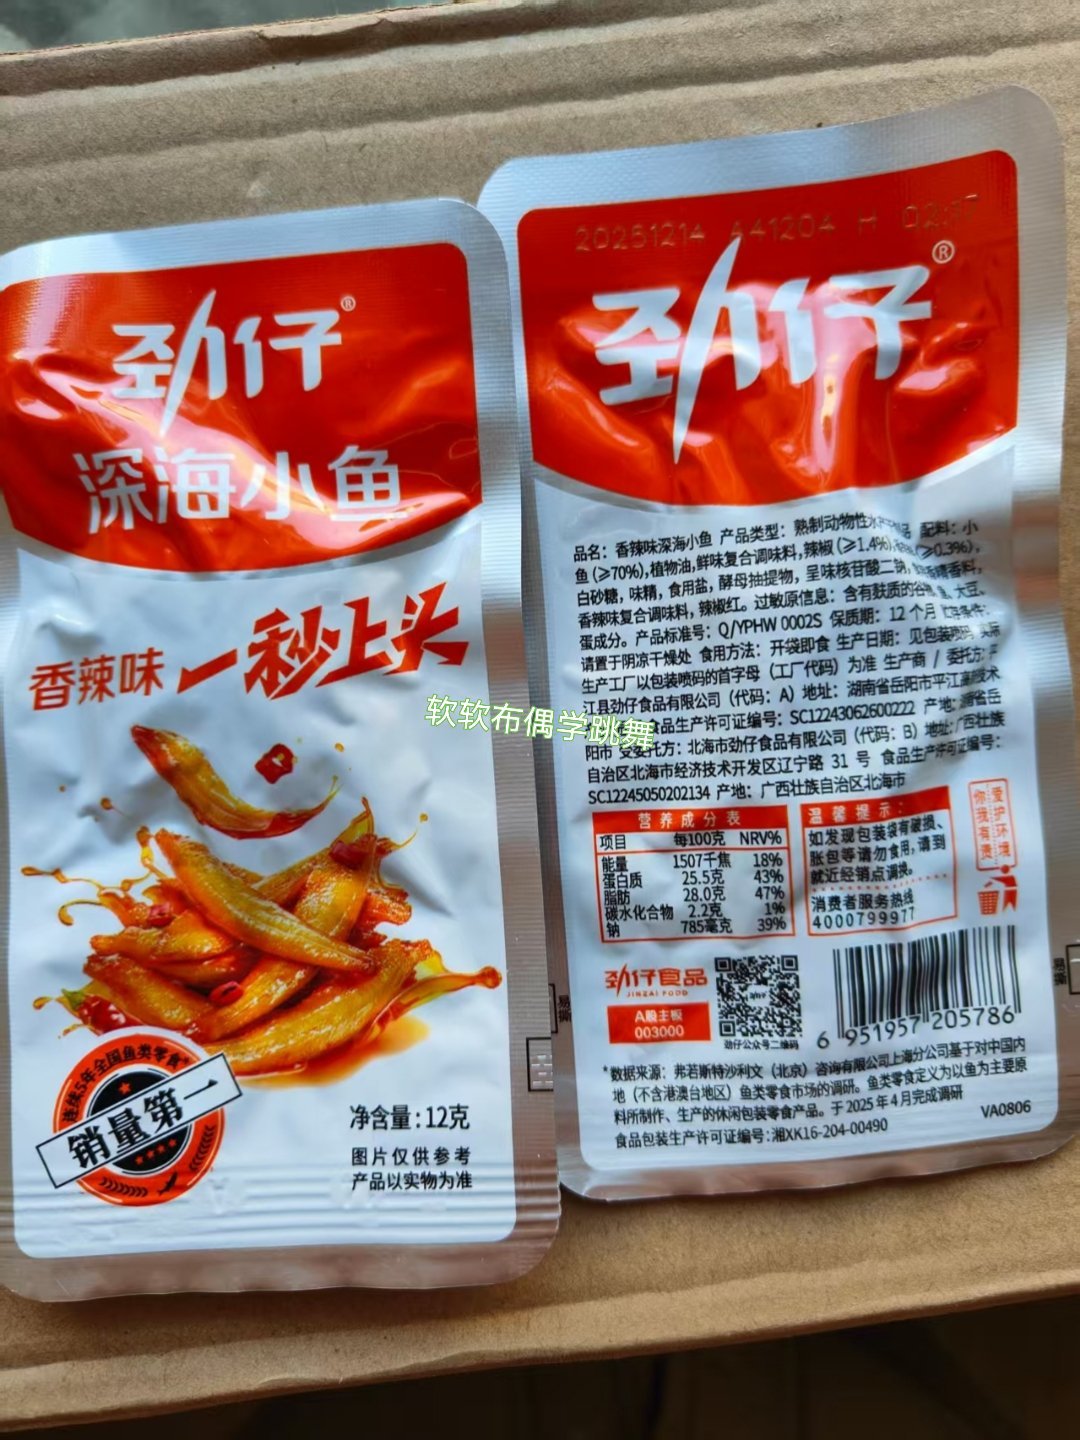 劲仔®
深海小鱼
香辣味 一秒上头
连续5年全国鱼类零食*
销量第一
净含量：12克
图片仅供参考
产品以实物为准
软软布偶学跳舞
20251214 A41204 H 02:17
劲仔®
品名：香辣味深海小鱼 产品类型：熟制动物性水 品 配料：小
鱼（≥70%），植物油，鲜味复合调味料，辣椒（≥1.4%） （≥0.3%），
白砂糖，味精，食用盐，酵母抽提物，呈味核苷酸二钠， 香精香料，
香辣味复合调味料，辣椒红。过敏原信息：含有麸质的谷 、大豆、
蛋成分。产品标准号：Q/YPHW 0002S 保质期：12个月 条件：
请置于阴凉干燥处 食用方法：开袋即食 生产日期：见包装喷码 实际
生产工厂以包装喷码的首字母（工厂代码）为准 生产商／委托方：
江县劲仔食品有限公司（代码：A）地址：湖南省岳阳市平江高 技术
食品生产许可证编号：SC12243062600222 产地：湖南省岳
阳市 受委托方：北海市劲仔食品有限公司（代码：B）地址：广西壮族
自治区北海市经济技术开发区辽宁路 31 号 食品生产许可证编号：
SC12245050202134 产地：广西壮族自治区北海市
营养成分表
项目 每100克 NRV%
能量 1507千焦 18%
蛋白质 25.5克 43%
脂肪 28.0克 47%
碳水化合物 2.2克 1%
钠 785毫克 39%
温馨提示：
如发现包装袋有破损、
胀包等请勿食用，请到
就近经销点调换。
消费者服务热线
4000799977
爱护环境
你我有责
劲仔食品
JINZAI FOOD
A股主板
003000
劲仔公众号二维码
6 951957 205786
*数据来源：弗若斯特沙利文（北京）咨询有限公司上海分公司基于对中国内
地（不含港澳台地区）鱼类零食市场的调研。鱼类零食定义为以鱼为主要原
料所制作、生产的休闲包装零食产品。于 2025 年 4 月完成调研
食品包装生产许可证编号：湘XK16-204-00490
VA0806